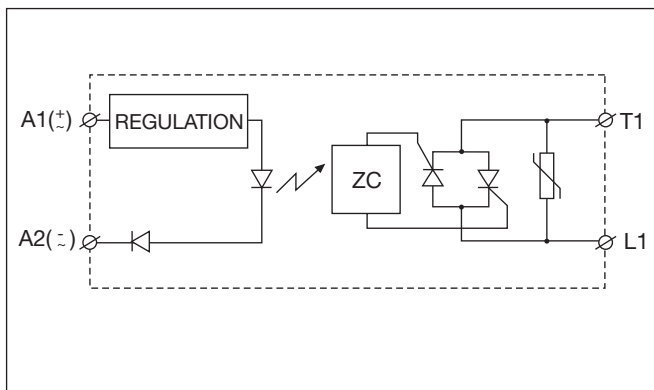 A1(+~)
REGULATION
T1
ZC
A2(-~)
L1